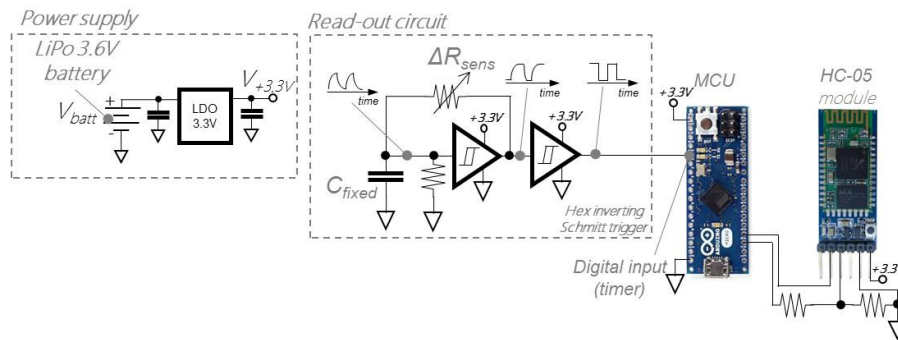 Power supply
LiPo 3.6V
battery
V+3.3V
Vbatt
+
-
LDO
3.3V
Read-out circuit
ΔRsens
time
time
time
+3.3V
+3.3V
Cfixed
Hex inverting
Schmitt trigger
MCU
+3.3V
Digital input
(timer)
HC-05
module
+3.3V